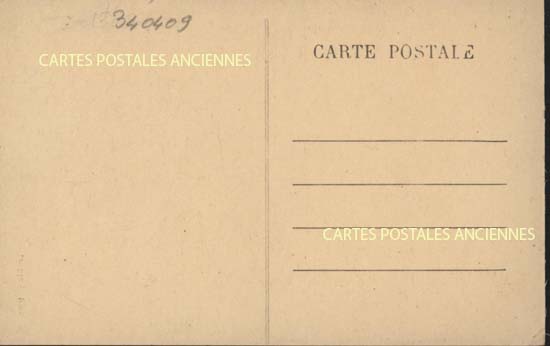 340409
CARTES POSTALES ANCIENNES
CARTE POSTALE
CARTES POSTALES ANCIENNES